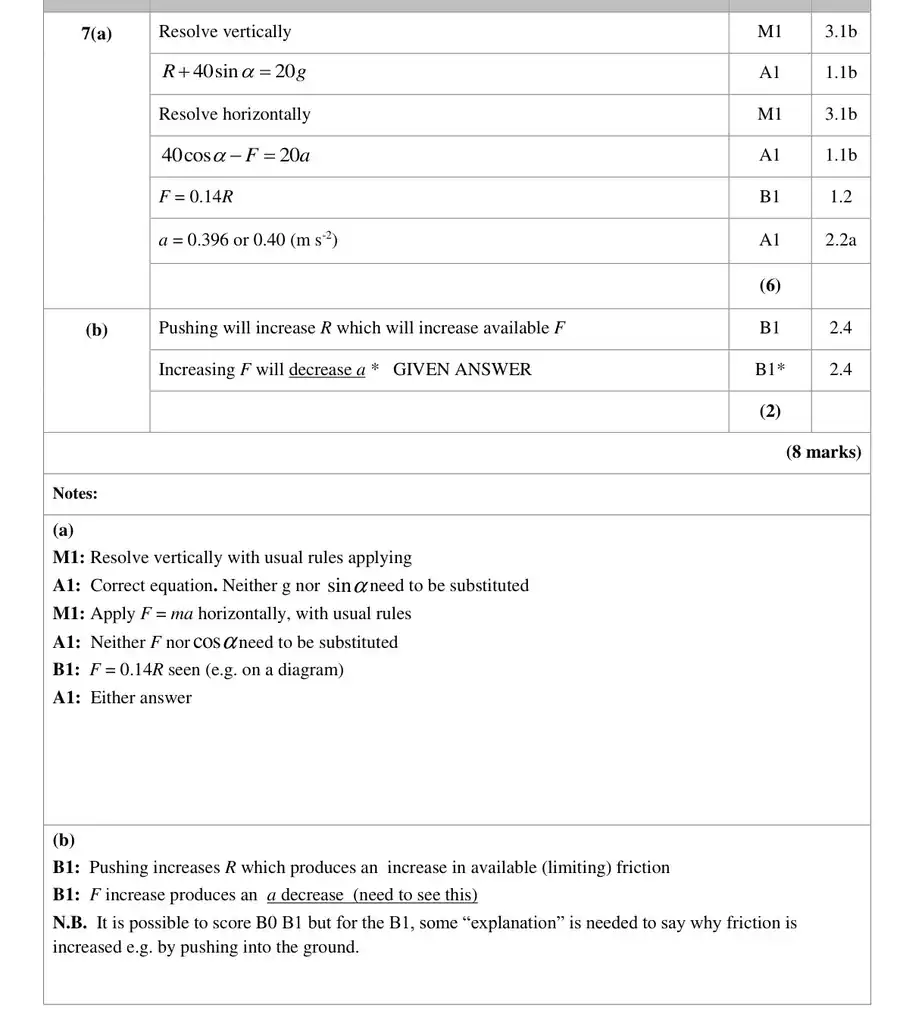 7(a) Resolve vertically M1 3.1b
R + 40 sin α = 20g A1 1.1b
Resolve horizontally M1 3.1b
40 cos α − F = 20a A1 1.1b
F = 0.14R B1 1.2
a = 0.396 or 0.40 (m s⁻²) A1 2.2a
(6)
(b) Pushing will increase R which will increase available F B1 2.4
Increasing F will decrease a * GIVEN ANSWER B1* 2.4
(2)
(8 marks)
Notes:
(a)
M1: Resolve vertically with usual rules applying
A1: Correct equation. Neither g nor sin α need to be substituted
M1: Apply F = ma horizontally, with usual rules
A1: Neither F nor cos α need to be substituted
B1: F = 0.14R seen (e.g. on a diagram)
A1: Either answer
(b)
B1: Pushing increases R which produces an increase in available (limiting) friction
B1: F increase produces an a decrease (need to see this)
N.B. It is possible to score B0 B1 but for the B1, some “explanation” is needed to say why friction is
increased e.g. by pushing into the ground.